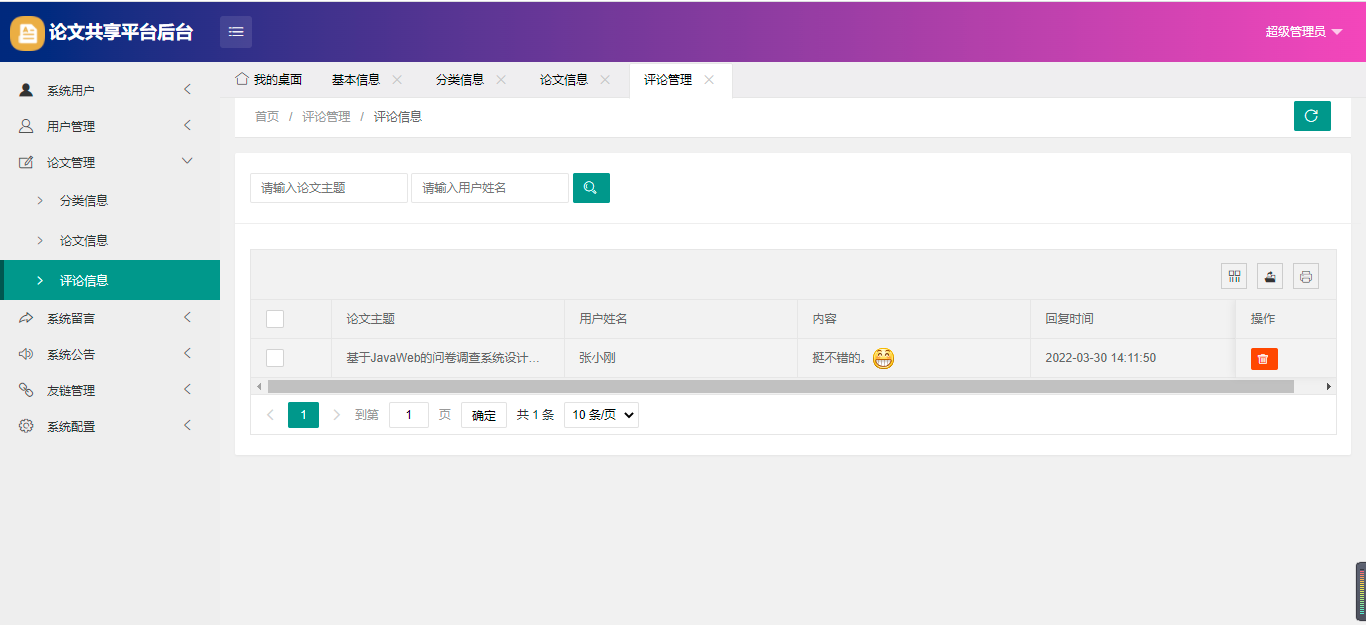 论文共享平台后台
超级管理员
系统用户
用户管理
论文管理
分类信息
论文信息
评论信息
系统留言
系统公告
友链管理
系统配置
我的桌面 基本信息 分类信息 论文信息 评论管理
首页 / 评论管理 / 评论信息
请输入论文主题 请输入用户姓名
论文主题 用户姓名 内容 回复时间 操作
基于JavaWeb的问卷调查系统设计... 张小刚 挺不错的。 2022-03-30 14:11:50
1 到第 1 页 确定 共 1 条 10 条/页